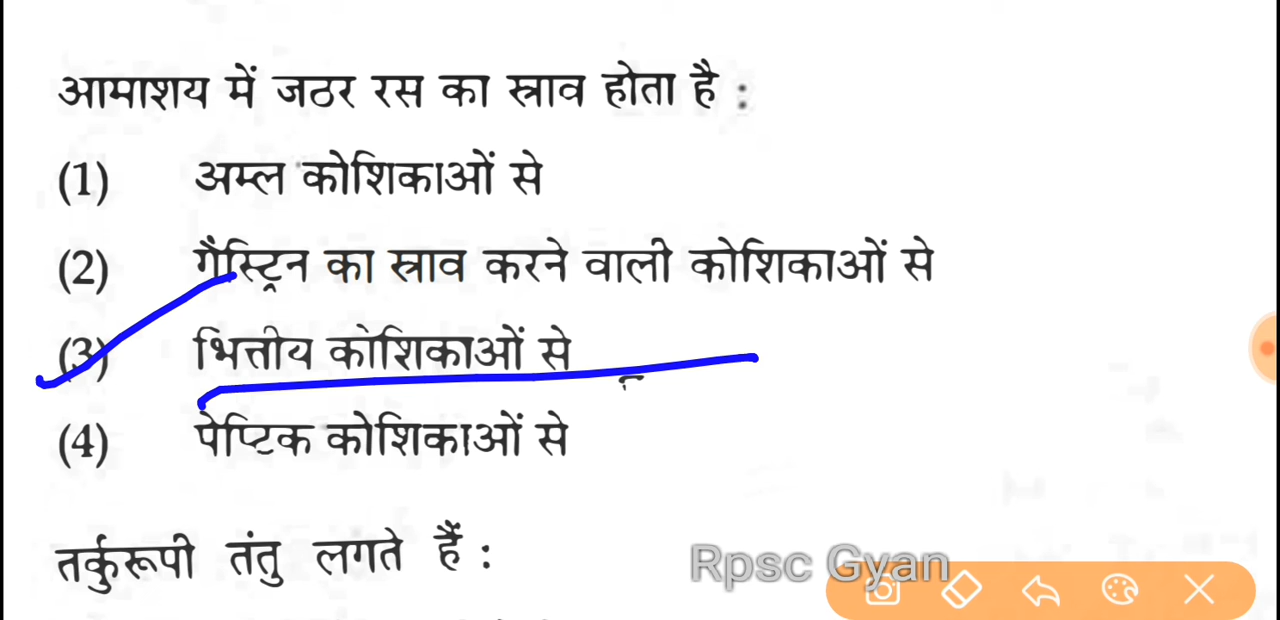 आमाशय में जठर रस का स्राव होता है :
(1) अम्ल कोशिकाओं से
(2) गैस्ट्रिन का स्राव करने वाली कोशिकाओं से
(3) भित्तीय कोशिकाओं से
(4) पेप्टिक कोशिकाओं से
तर्कुरूपी तंतु लगते हैं :
Rpsc Gyan